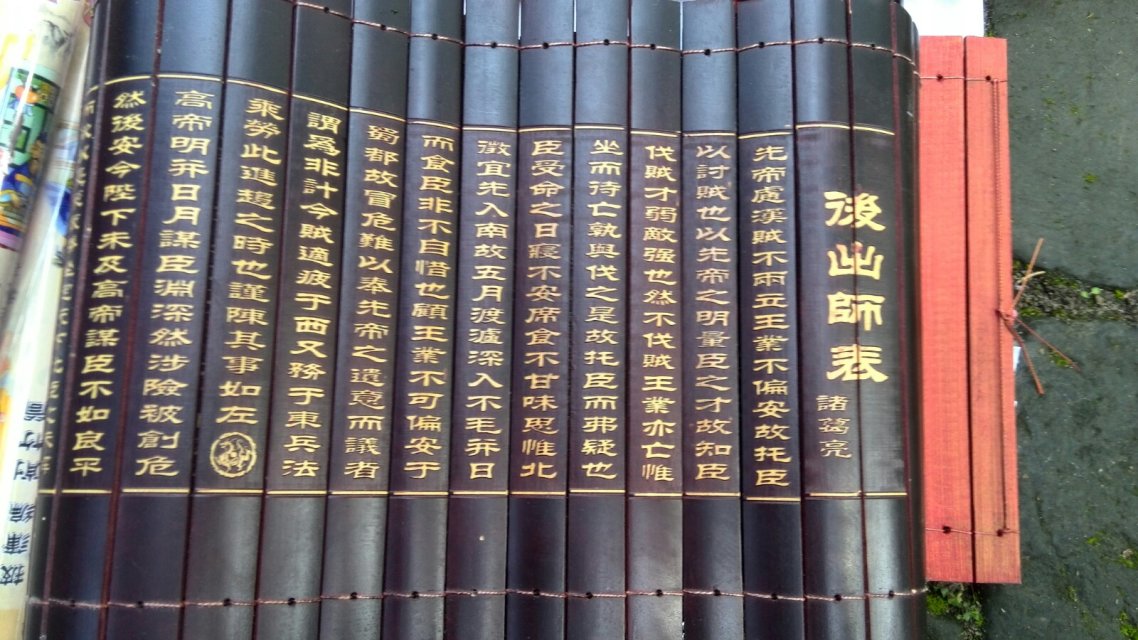 後出師表
諸葛亮
先帝慮漢賊不兩立王業不偏安故托臣
以討賊也以先帝之明量臣之才故知臣
伐賊才弱敵强也然不伐賊王業亦亡惟
坐而待亡孰與伐之是故托臣而弗疑也
臣受命之日寢不安席食不甘味思惟北
徵宜先入南故五月渡瀘深入不毛并日
而食臣非不自惜也顧王業不可偏安于
蜀都故冒危難以奉先帝之遺意而議者
謂爲非計今賊適疲于西又務于東兵法
乘勞此進趨之時也謹陳其事如左
高帝明并日月謀臣淵深然涉險被創危
然後安今陛下未及高帝謀臣不如良平